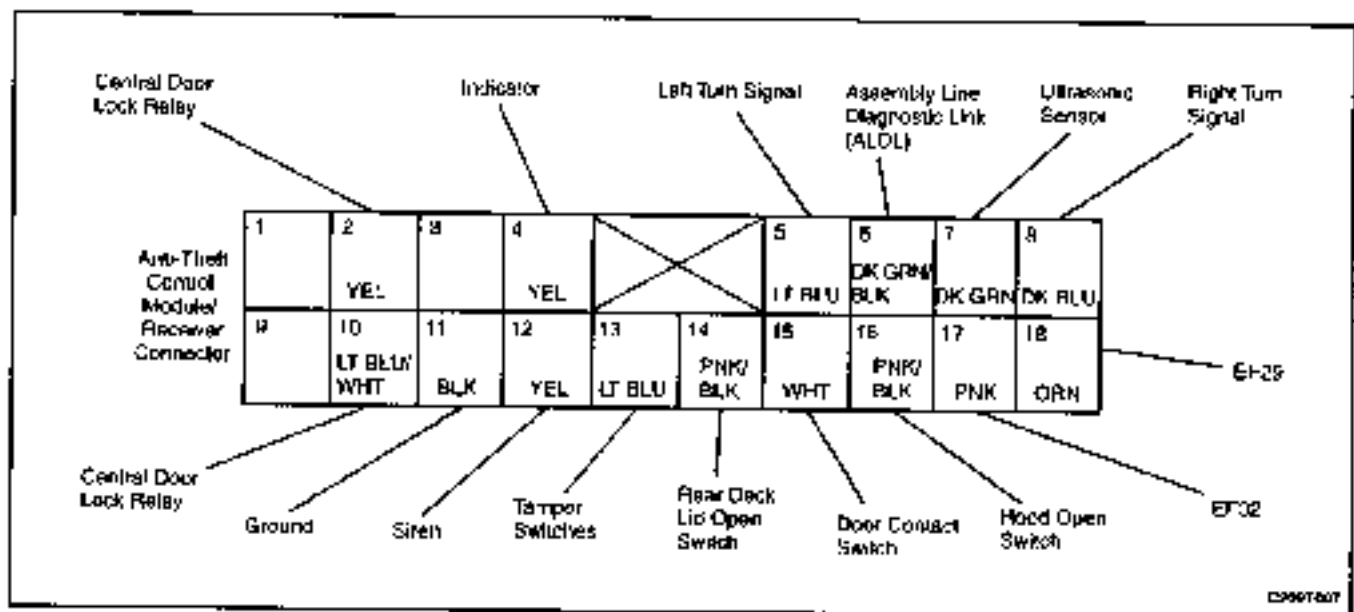 Central Door
Lock Relay
Indicator
Left Turn Signal
Assembly Line
Diagnostic Link
(ALDL)
Ultrasonic
Sensor
Right Turn
Signal
Anti-Theft
Control
Module/
Receiver
Connector
1
2
YEL
3
4
YEL
5
LT BLU
6
DK GRN/
BLK
7
DK GRN
8
DK BLU
9
10
LT BLU/
WHT
11
BLK
12
YEL
13
LT BLU
14
PNK/
BLK
15
WHT
16
PNK/
BLK
17
PNK
18
ORN
Central Door
Lock Relay
Ground
Siren
Tamper
Switches
Rear Deck
Lid Open
Switch
Door Contact
Switch
Hood Open
Switch